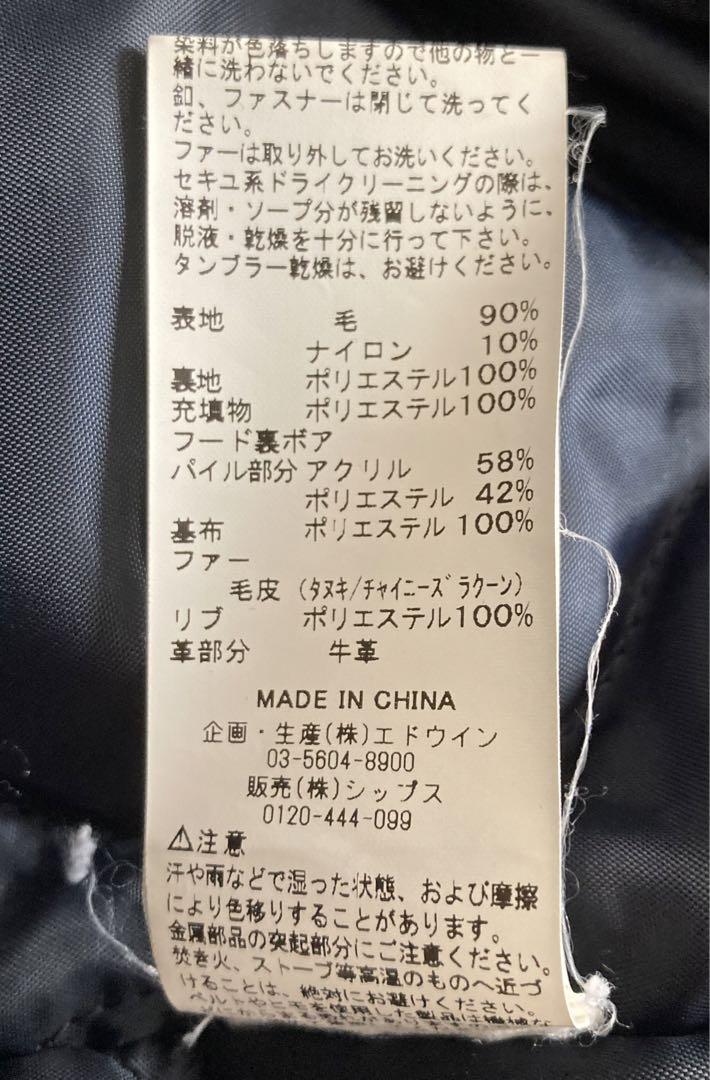 染料が色落ちしますので他の物と一
緒に洗わないでください。
釦、ファスナーは閉じて洗ってく
ださい。
ファーは取り外してお洗いください。
セキユ系ドライクリーニングの際は、
溶剤・ソープ分が残留しないように、
脱液・乾燥を十分に行って下さい。
タンブラー乾燥は、お避けください。
表地 毛 90%
ナイロン 10%
裏地 ポリエステル100%
充填物 ポリエステル100%
フード裏ボア
パイル部分 アクリル 58%
ポリエステル 42%
基布 ポリエステル 100%
ファー
毛皮 (タヌキ/チャイニーズラクーン)
リブ ポリエステル100%
革部分 牛革
MADE IN CHINA
企画・生産(株)エドウイン
03-5604-8900
販売(株)シップス
0120-444-099
⚠注意
汗や雨などで湿った状態、および摩擦
により色移りすることがあります。
金属部品の突起部分にご注意ください。
焚き火、ストーブ等高温のものへ近づ
けることは、絶対にお避けください。
ベルトやヒモを使用した製品は機械な